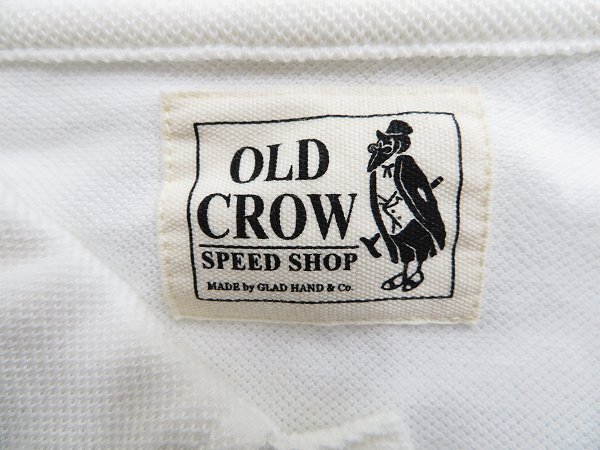 OLD
CROW
SPEED SHOP
MADE by GLAD HAND & Co.